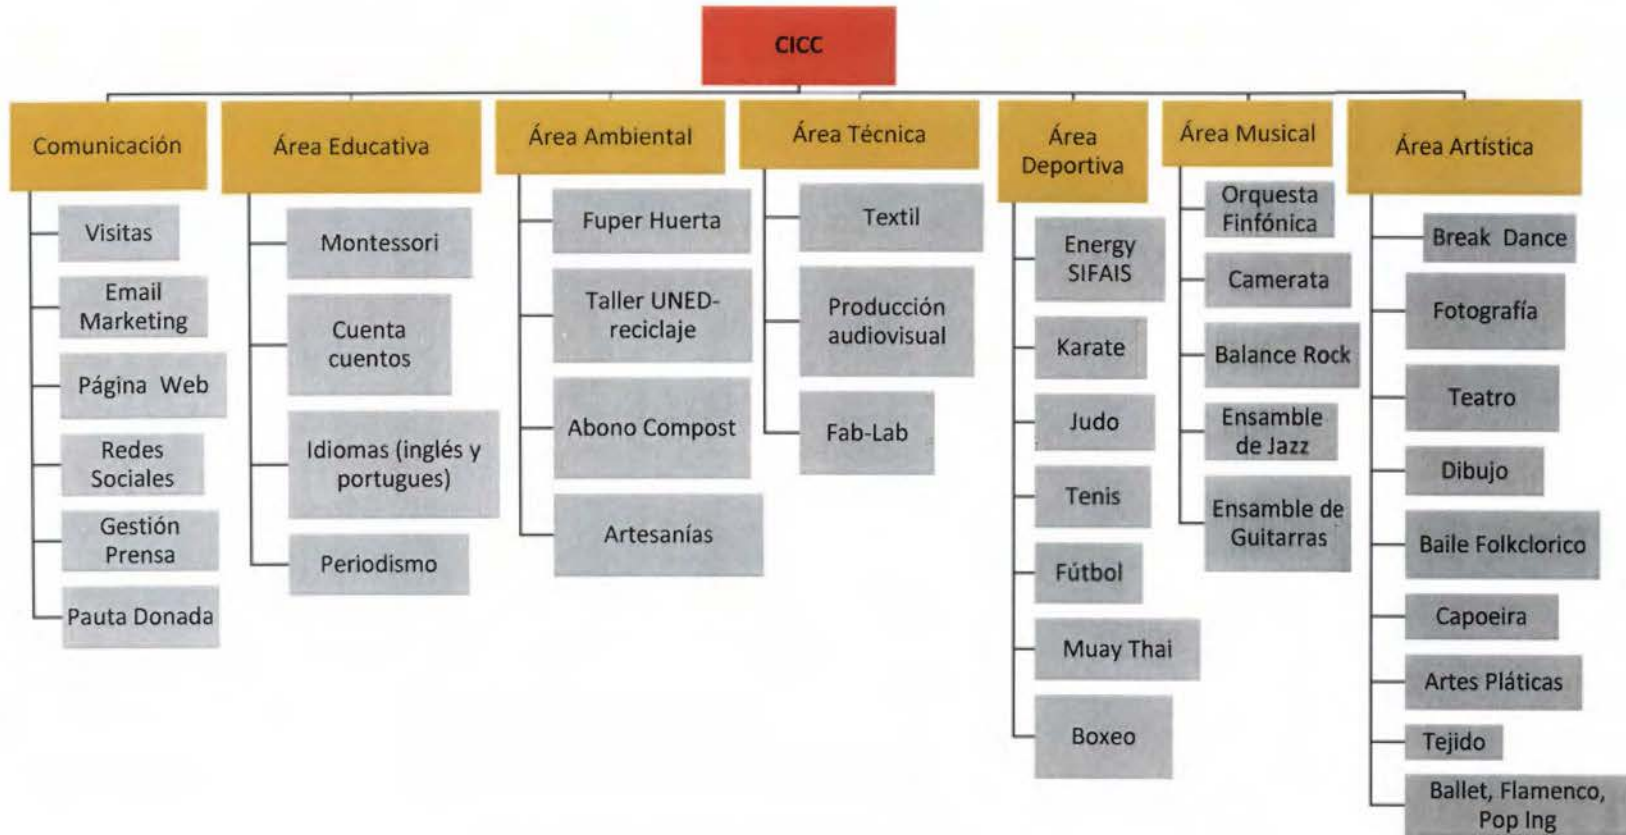 CICC
Comunicación
Visitas
Email
Marketing
Página Web
Redes
Sociales
Gestión
Prensa
Pauta Donada
Área Educativa
Montessori
Cuenta
cuentos
Idiomas (inglés y
portugues)
Periodismo
Área Ambiental
Fuper Huerta
Taller UNED-
reciclaje
Abono Compost
Artesanías
Área Técnica
Textil
Producción
audiovisual
Fab-Lab
Área
Deportiva
Energy
SIFAIS
Karate
Judo
Tenis
Fútbol
Muay Thai
Boxeo
Área Musical
Orquesta
Finfónica
Camerata
Balance Rock
Ensamble
de Jazz
Ensamble de
Guitarras
Área Artística
Break Dance
Fotografía
Teatro
Dibujo
Baile Folkclorico
Capoeira
Artes Pláticas
Tejido
Ballet, Flamenco,
Pop Ing